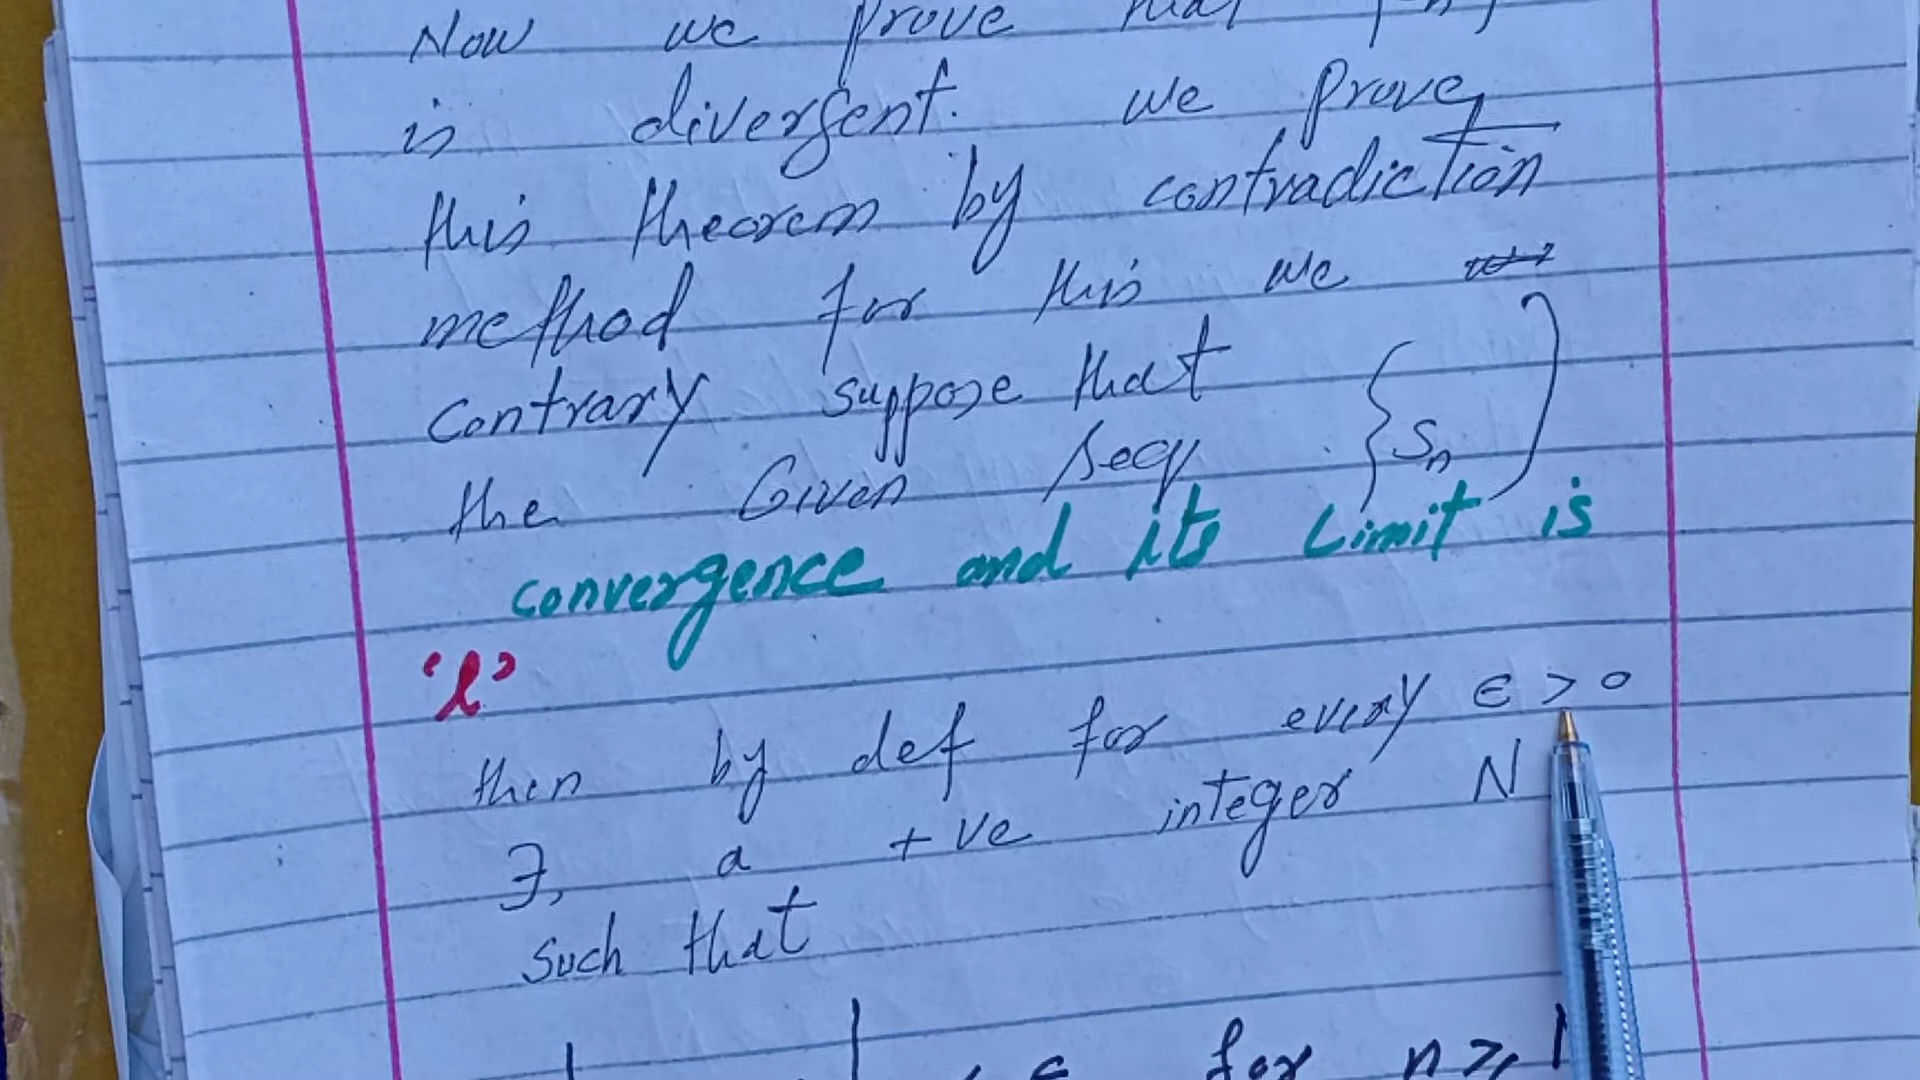 Now we prove that
is divergent. we prove
this theorem by contradiction
method for this we
contrary suppose that
the Given seq {Sn}
convergence and its Limit is
'l'
then by def for every ϵ > 0
∃, a +ve integer N
such that
for n ≥